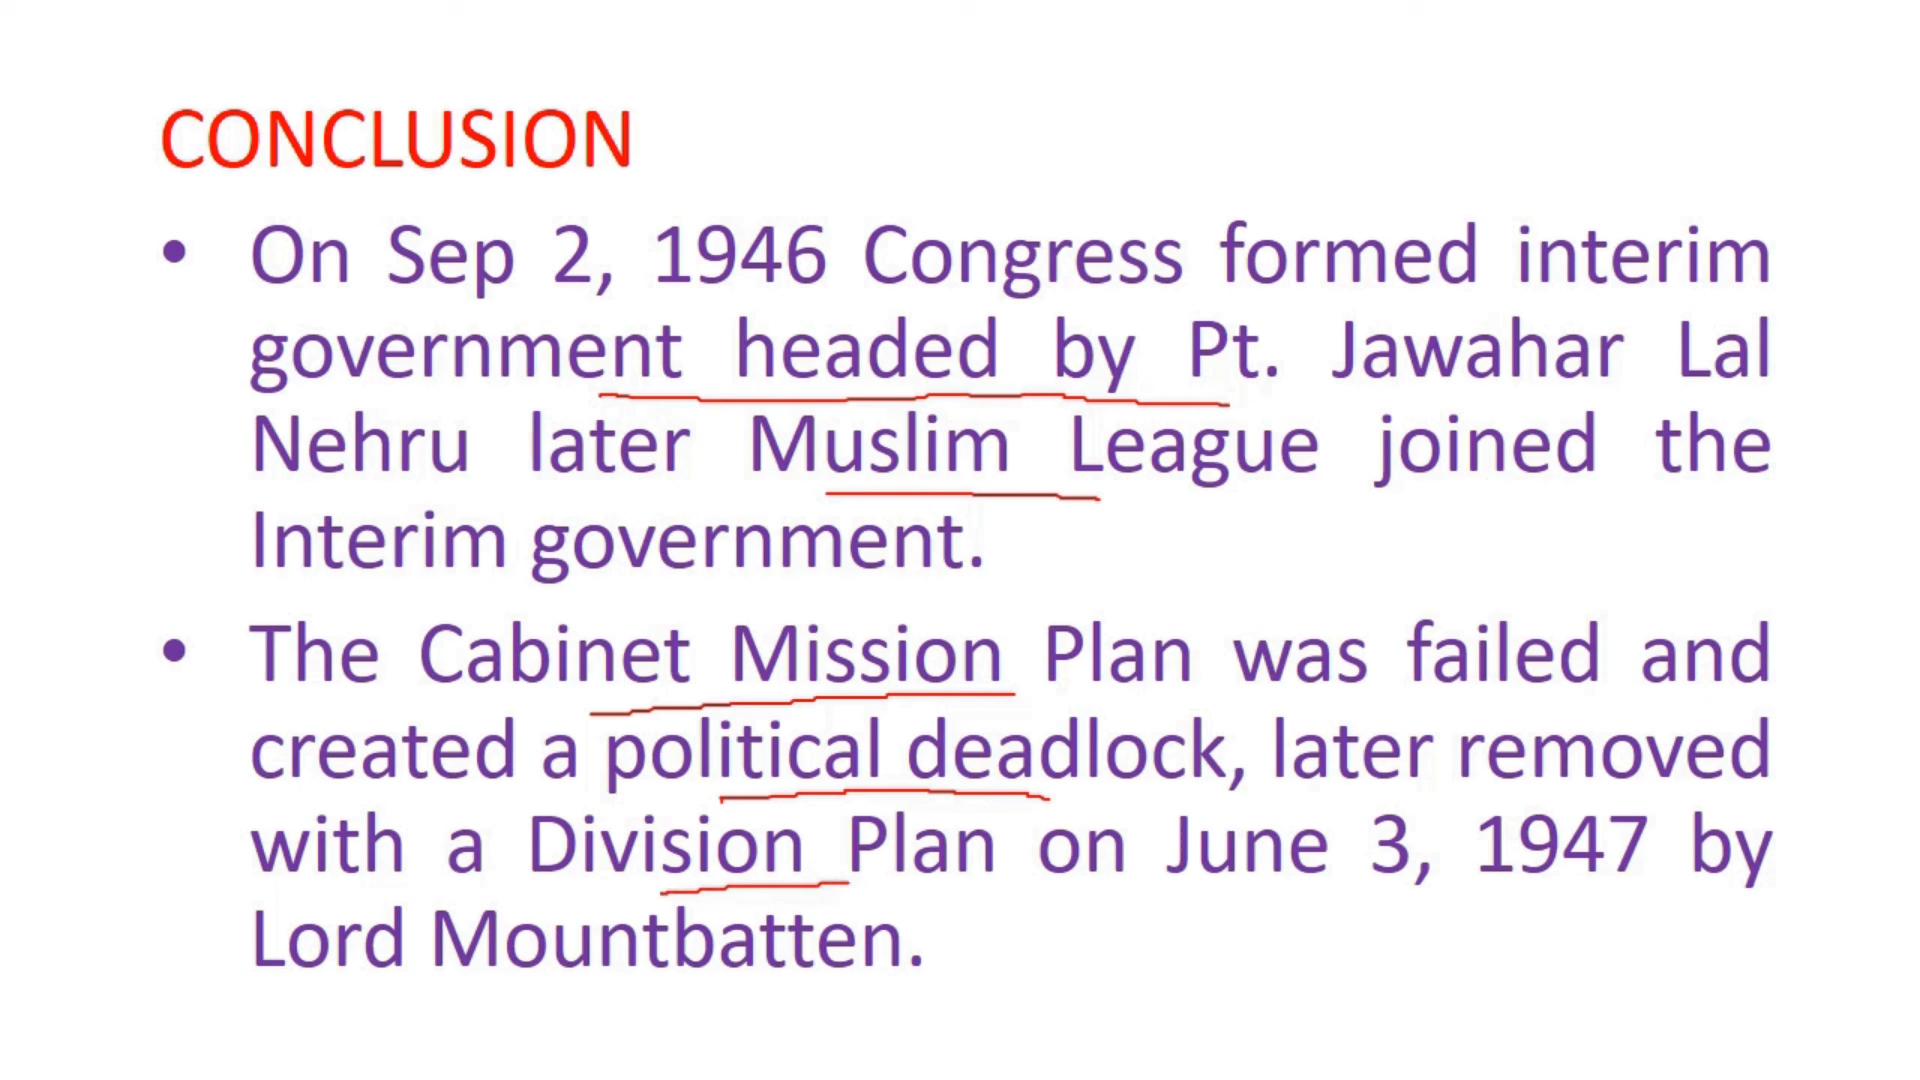 CONCLUSION
• On Sep 2, 1946 Congress formed interim
government headed by Pt. Jawahar Lal
Nehru later Muslim League joined the
Interim government.
• The Cabinet Mission Plan was failed and
created a political deadlock, later removed
with a Division Plan on June 3, 1947 by
Lord Mountbatten.